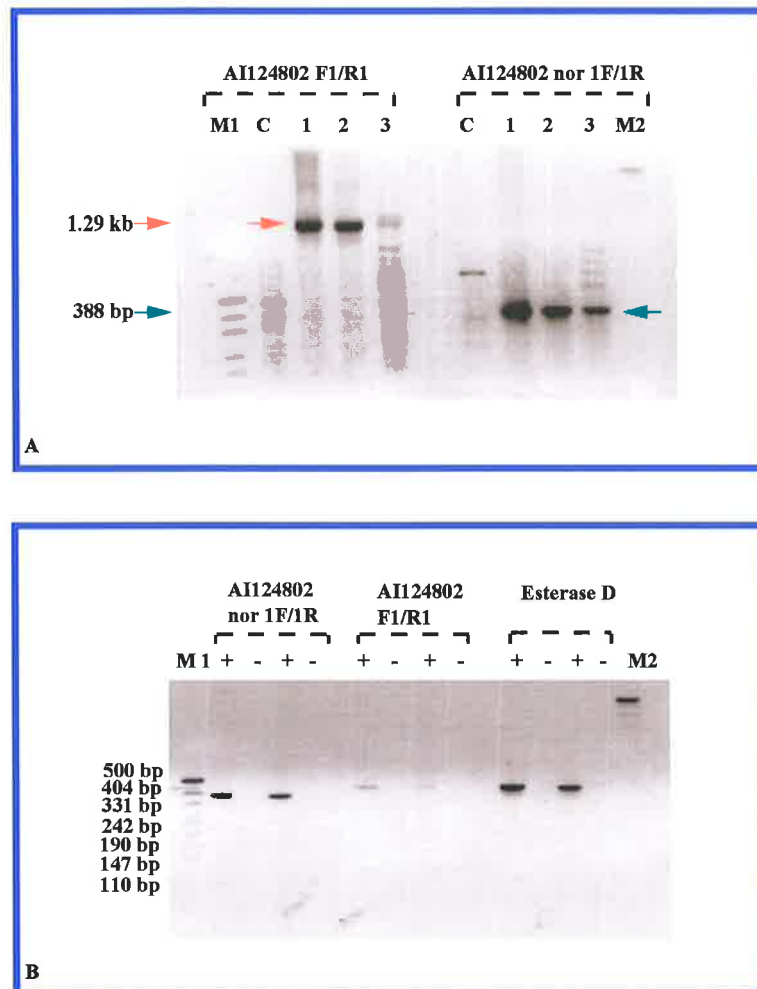 AI124802 F1/R1 AI124802 nor 1F/1R
M1 C 1 2 3 C 1 2 3 M2
1.29 kb
388 bp
A
AI124802 nor 1F/1R
AI124802 F1/R1
Esterase D
M 1 + - + - + - + - + - + - M2
500 bp
404 bp
331 bp
242 bp
190 bp
147 bp
110 bp
B